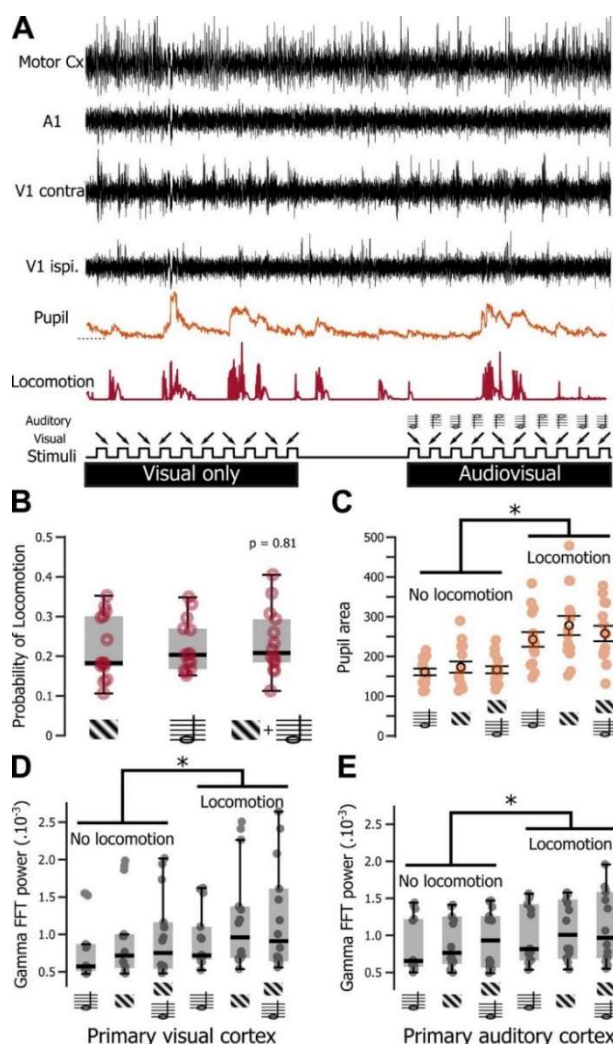 A
Motor Cx
A1
V1 contra
V1 ispi.
Pupil
Locomotion
Auditory
Visual
Stimuli
Visual only
Audiovisual
B
Probability of Locomotion
0.5
0.4
0.3
0.2
0.1
0
p = 0.81
+
C
Pupil area
500
450
300
250
200
150
100
0
*
No locomotion
Locomotion
D
Gamma FFT power (.10-3)
2.5
2.0
1.5
1.0
0.5
*
No locomotion
Locomotion
Primary visual cortex
E
Gamma FFT power (.10-3)
2.5
2.0
1.5
1.0
0.5
*
No locomotion
Locomotion
Primary auditory cortex